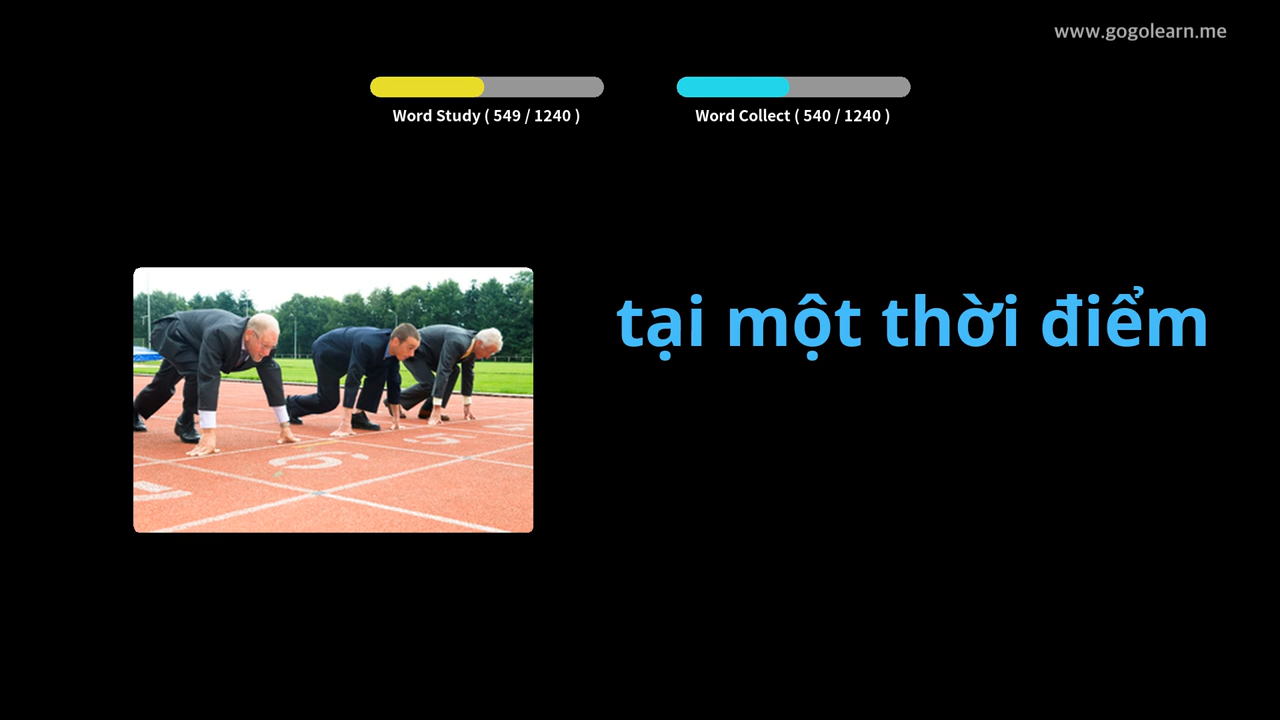 www.gogolearn.me
Word Study ( 549 / 1240 )
Word Collect ( 540 / 1240 )
tại một thời điểm